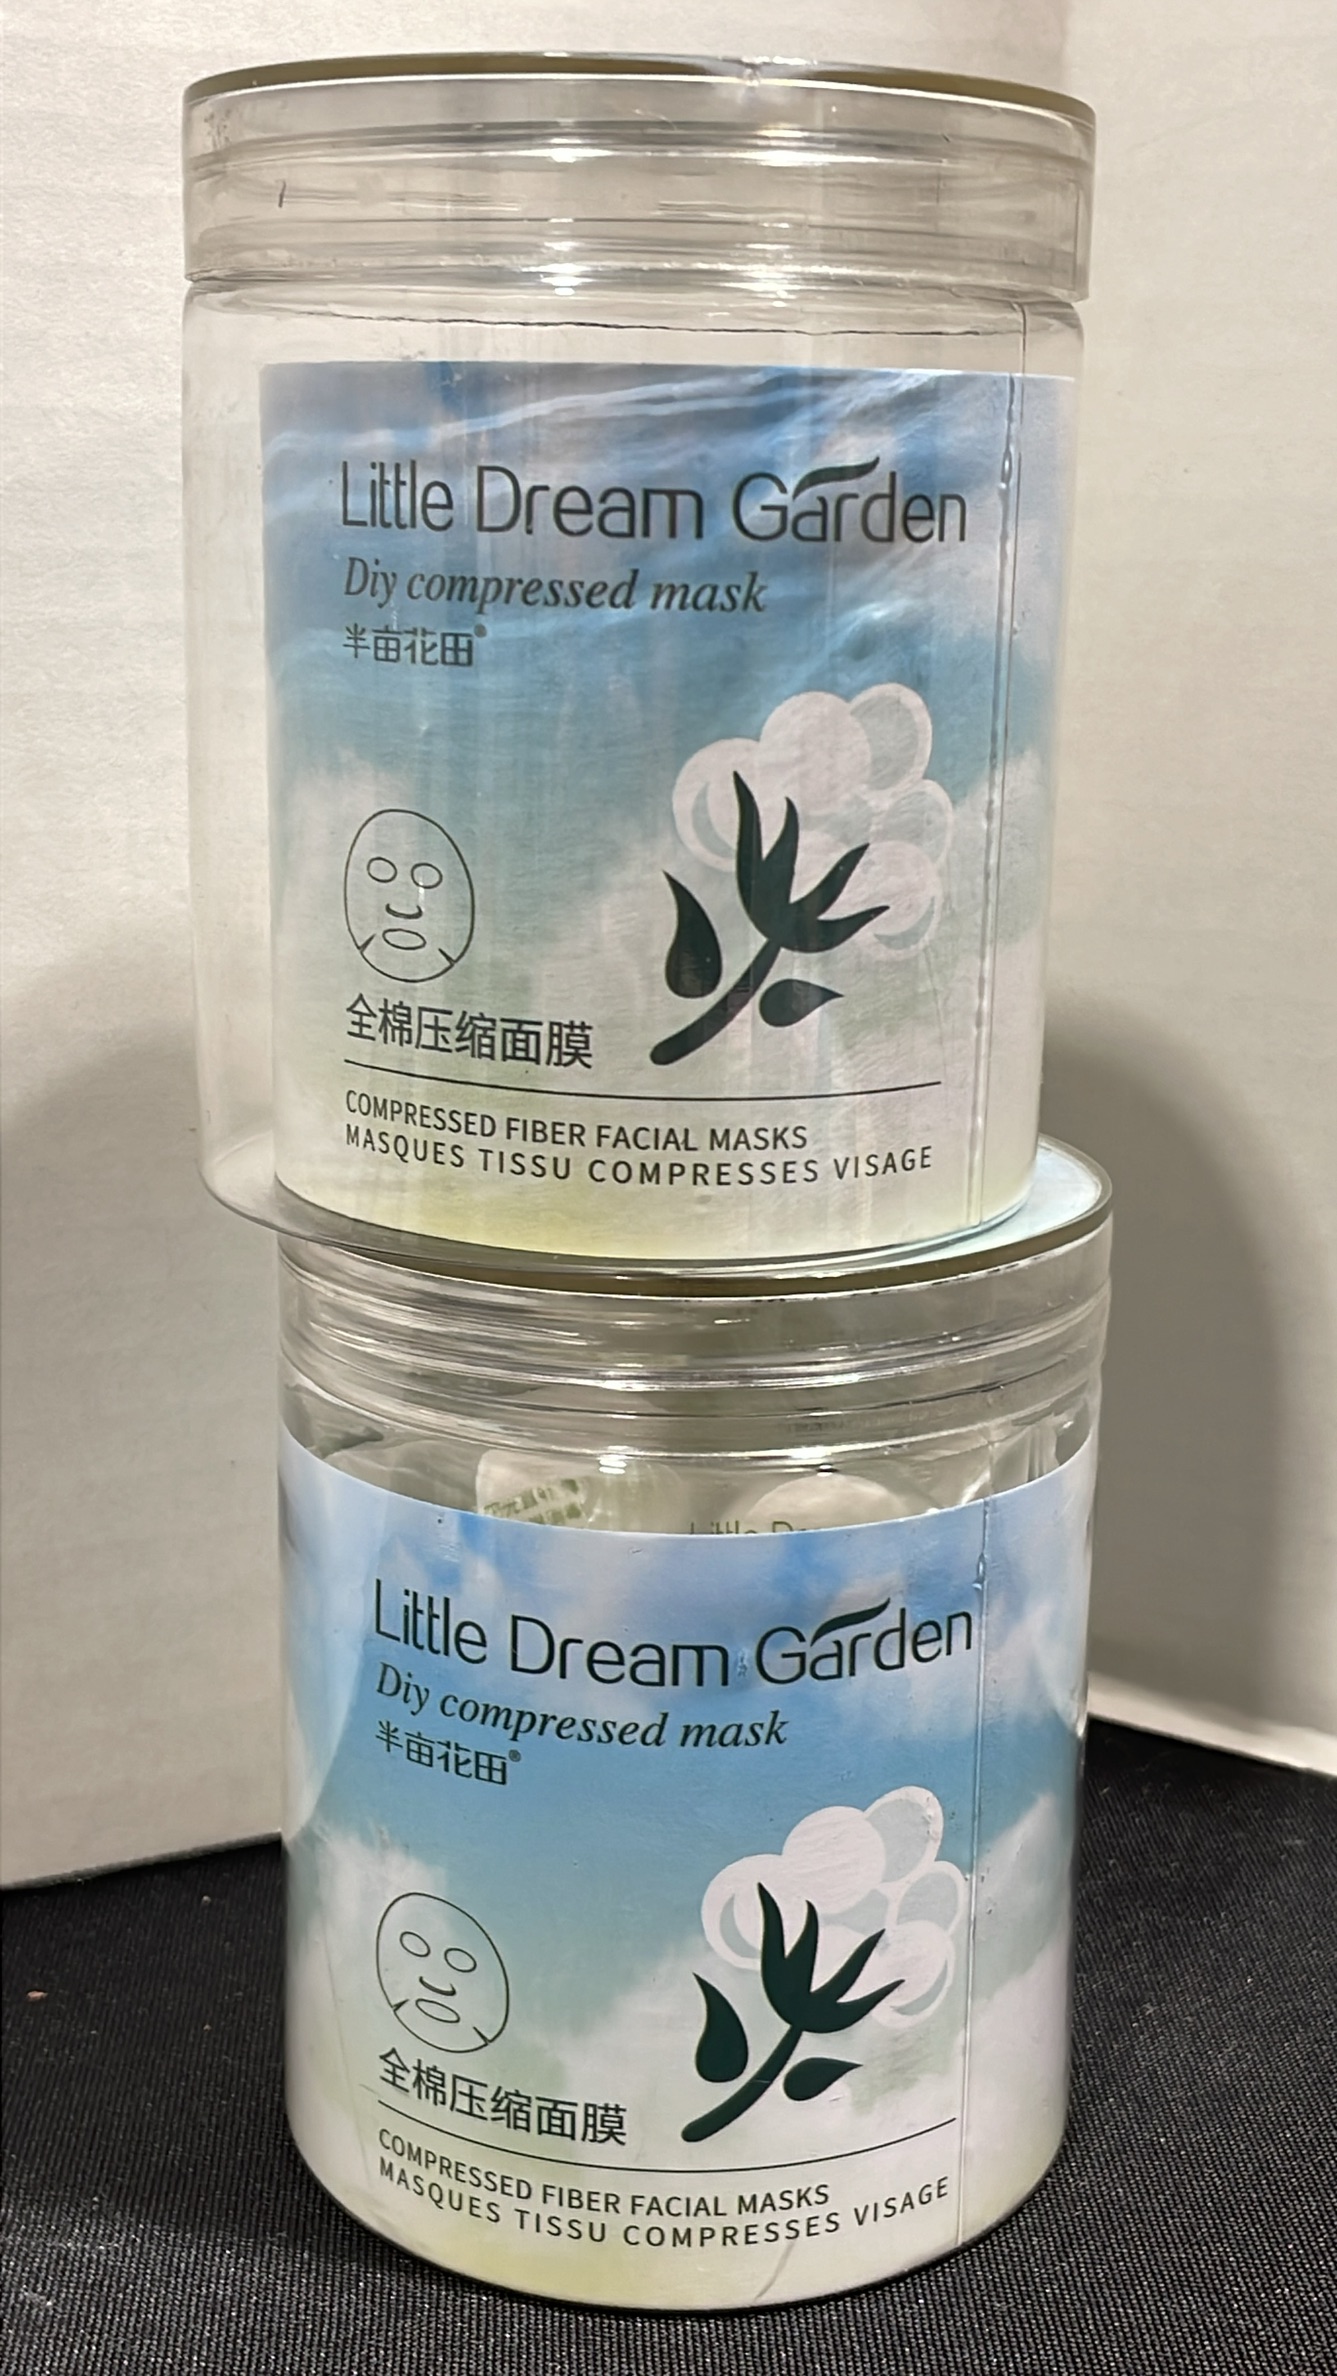 Little Dream Garden
Diy compressed mask
半亩花田®
全棉压缩面膜
COMPRESSED FIBER FACIAL MASKS
MASQUES TISSU COMPRESSES VISAGE
Little
Little Dream Garden
Diy compressed mask
半亩花田®
全棉压缩面膜
COMPRESSED FIBER FACIAL MASKS
MASQUES TISSU COMPRESSES VISAGE